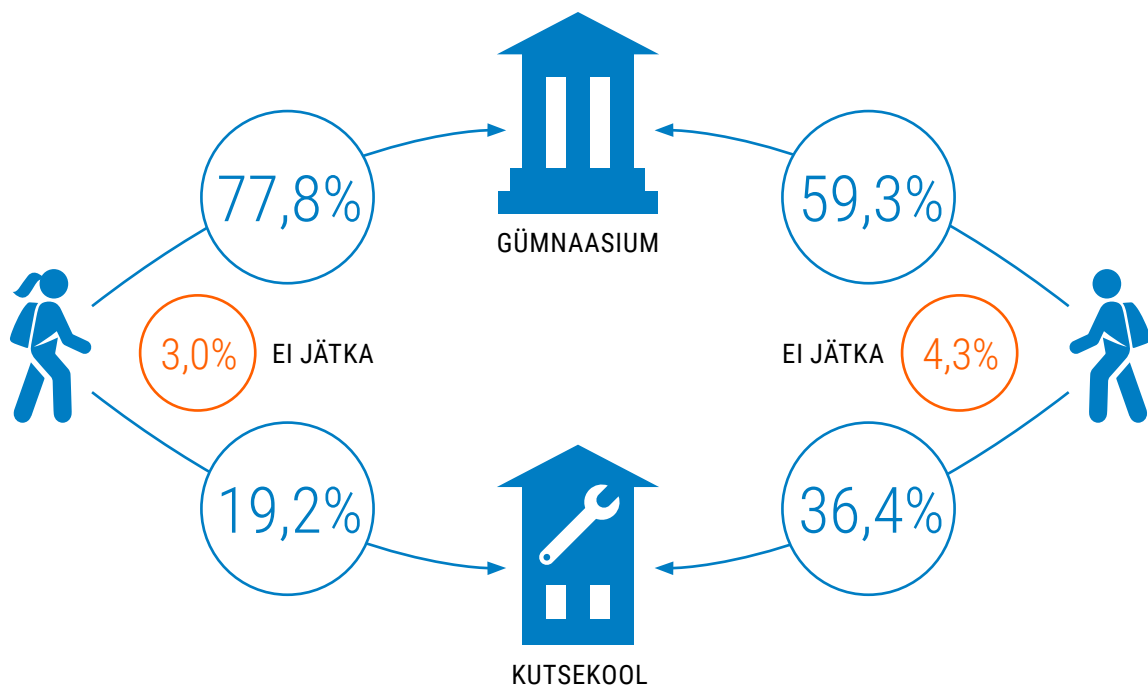 77,8%
59,3%
GÜMNAASIUM
3,0%
EI JÄTKA
EI JÄTKA
4,3%
19,2%
36,4%
KUTSEKOOL